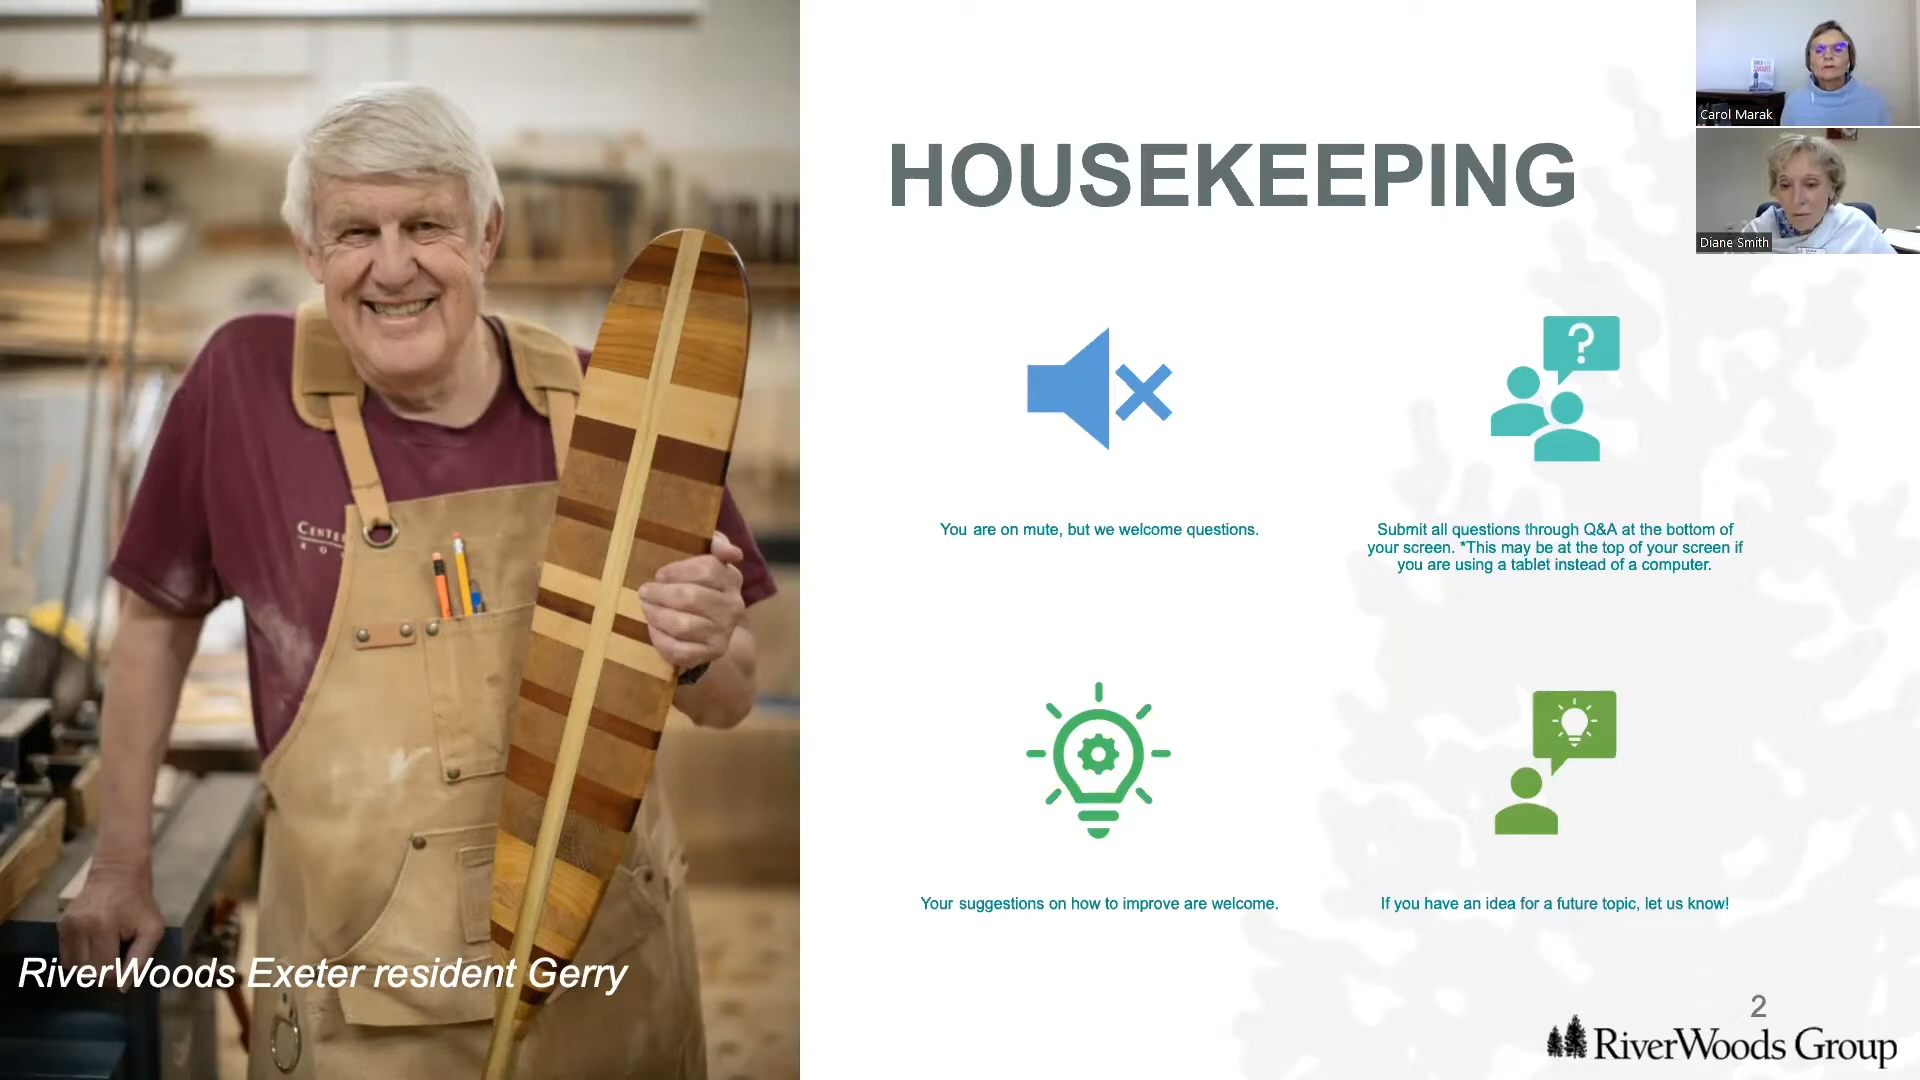 HOUSEKEEPING
Carol Marak
Diane Smith
SMART
?
You are on mute, but we welcome questions.
Submit all questions through Q&A at the bottom of
your screen. *This may be at the top of your screen if
you are using a tablet instead of a computer.
Your suggestions on how to improve are welcome.
If you have an idea for a future topic, let us know!
RiverWoods Exeter resident Gerry
2
RiverWoods Group